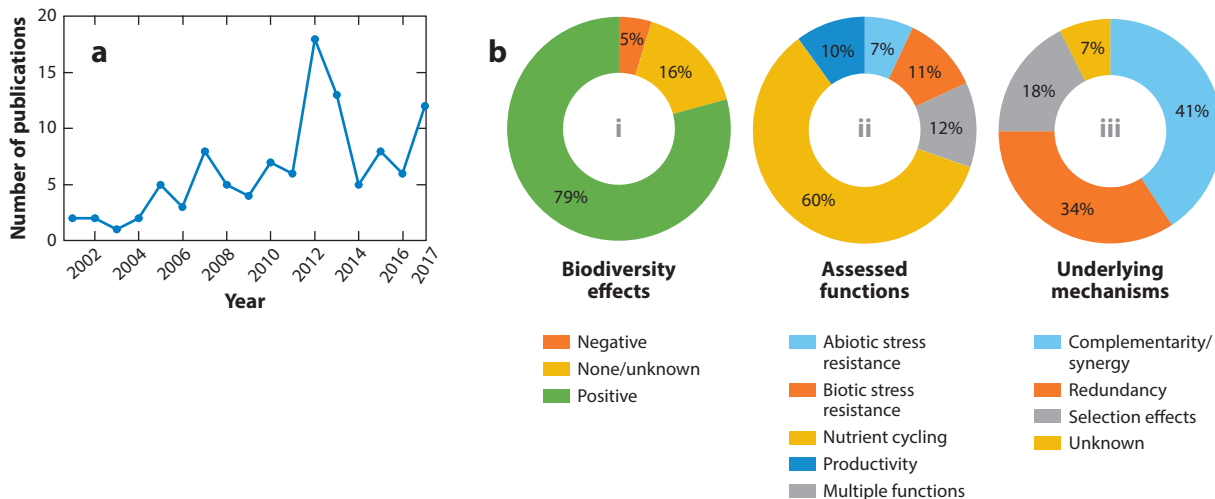 a
Number of publications
20
15
10
5
0
2002
2004
2006
2008
2010
2012
2014
2016
2017
Year
b
5%
16%
79%
i
Biodiversity
effects
Negative
None/unknown
Positive
7%
11%
12%
60%
10%
ii
Assessed
functions
Abiotic stress
resistance
Biotic stress
resistance
Nutrient cycling
Productivity
Multiple functions
41%
34%
18%
7%
iii
Underlying
mechanisms
Complementarity/
synergy
Redundancy
Selection effects
Unknown